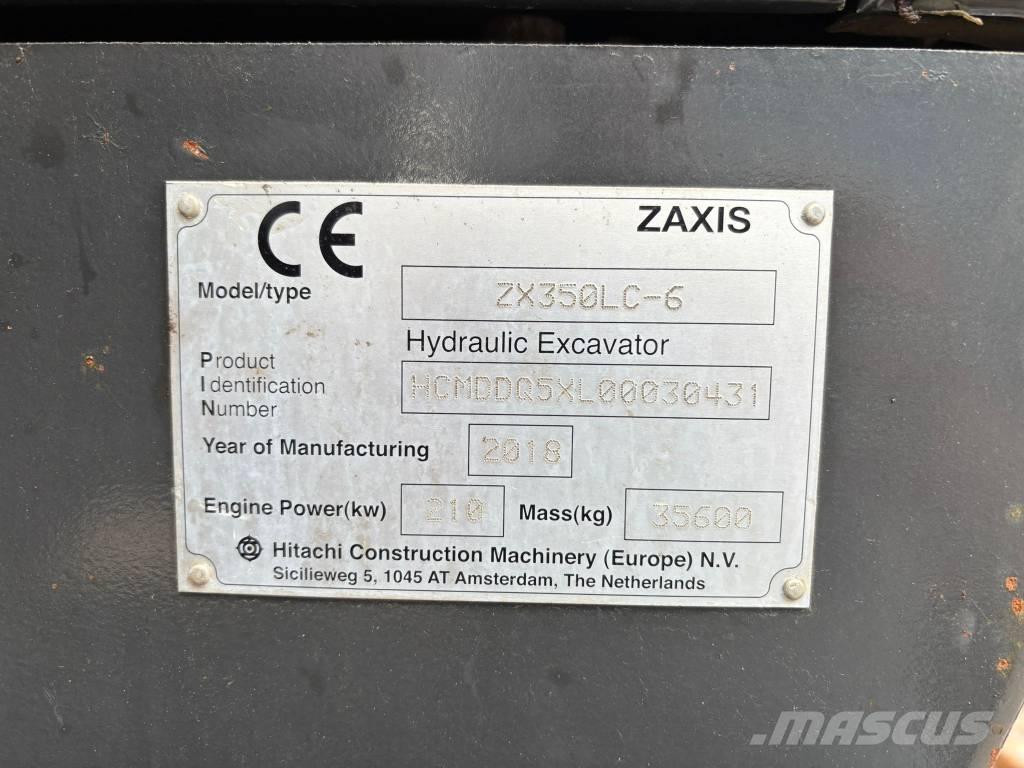 CE ZAXIS
Model/type ZX350LC-6
Hydraulic Excavator
Product
Identification HCMDDQ5XL00030431
Number
Year of Manufacturing 2018
Engine Power(kw) 210 Mass(kg) 35600
Hitachi Construction Machinery (Europe) N.V.
Sicilieweg 5, 1045 AT Amsterdam, The Netherlands
MASCUS